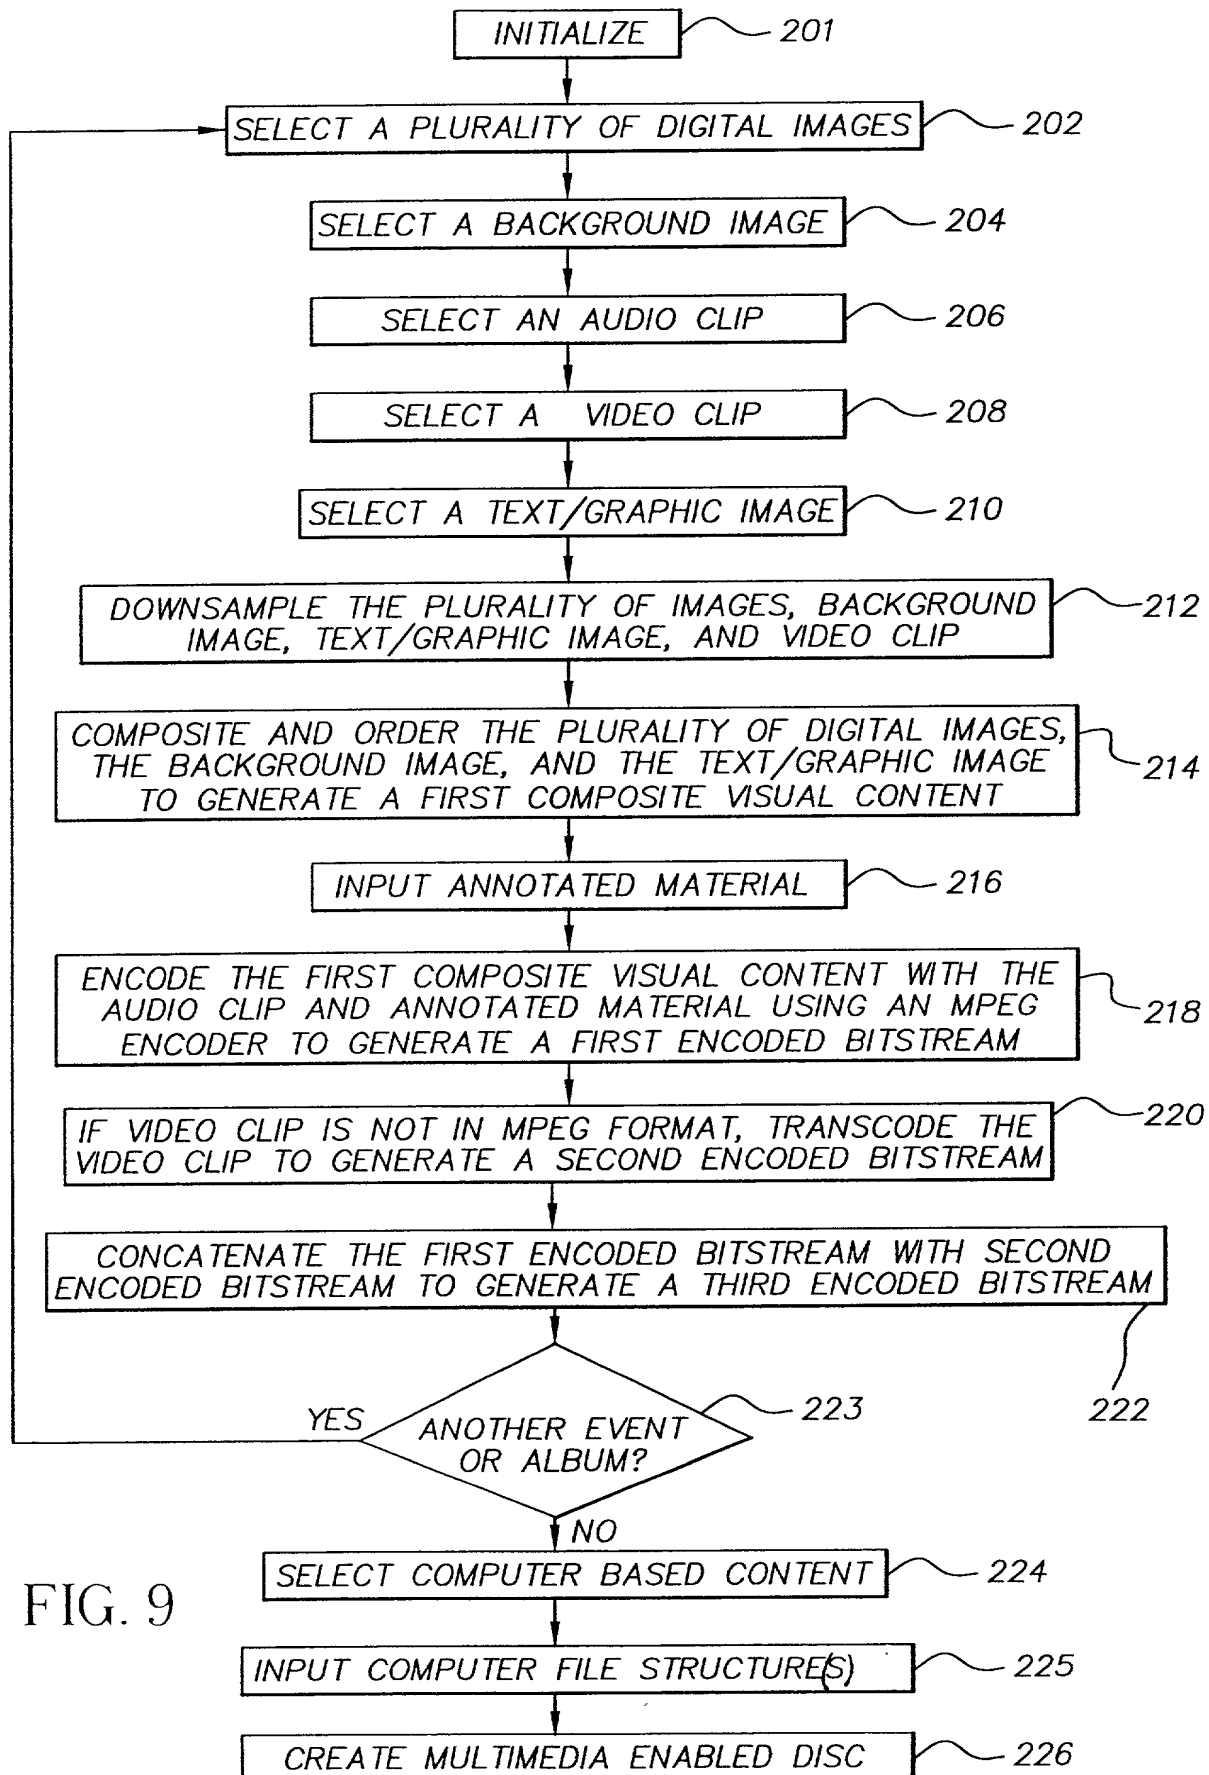 INITIALIZE 201
SELECT A PLURALITY OF DIGITAL IMAGES 202
SELECT A BACKGROUND IMAGE 204
SELECT AN AUDIO CLIP 206
SELECT A VIDEO CLIP 208
SELECT A TEXT/GRAPHIC IMAGE 210
DOWNSAMPLE THE PLURALITY OF IMAGES, BACKGROUND
IMAGE, TEXT/GRAPHIC IMAGE, AND VIDEO CLIP
212
COMPOSITE AND ORDER THE PLURALITY OF DIGITAL IMAGES,
THE BACKGROUND IMAGE, AND THE TEXT/GRAPHIC IMAGE
TO GENERATE A FIRST COMPOSITE VISUAL CONTENT
214
INPUT ANNOTATED MATERIAL 216
ENCODE THE FIRST COMPOSITE VISUAL CONTENT WITH THE
AUDIO CLIP AND ANNOTATED MATERIAL USING AN MPEG
ENCODER TO GENERATE A FIRST ENCODED BITSTREAM
218
IF VIDEO CLIP IS NOT IN MPEG FORMAT, TRANSCODE THE
VIDEO CLIP TO GENERATE A SECOND ENCODED BITSTREAM
220
CONCATENATE THE FIRST ENCODED BITSTREAM WITH SECOND
ENCODED BITSTREAM TO GENERATE A THIRD ENCODED BITSTREAM
222
YES
ANOTHER EVENT
OR ALBUM?
223
NO
SELECT COMPUTER BASED CONTENT 224
FIG. 9
INPUT COMPUTER FILE STRUCTURE(S) 225
CREATE MULTIMEDIA ENABLED DISC 226